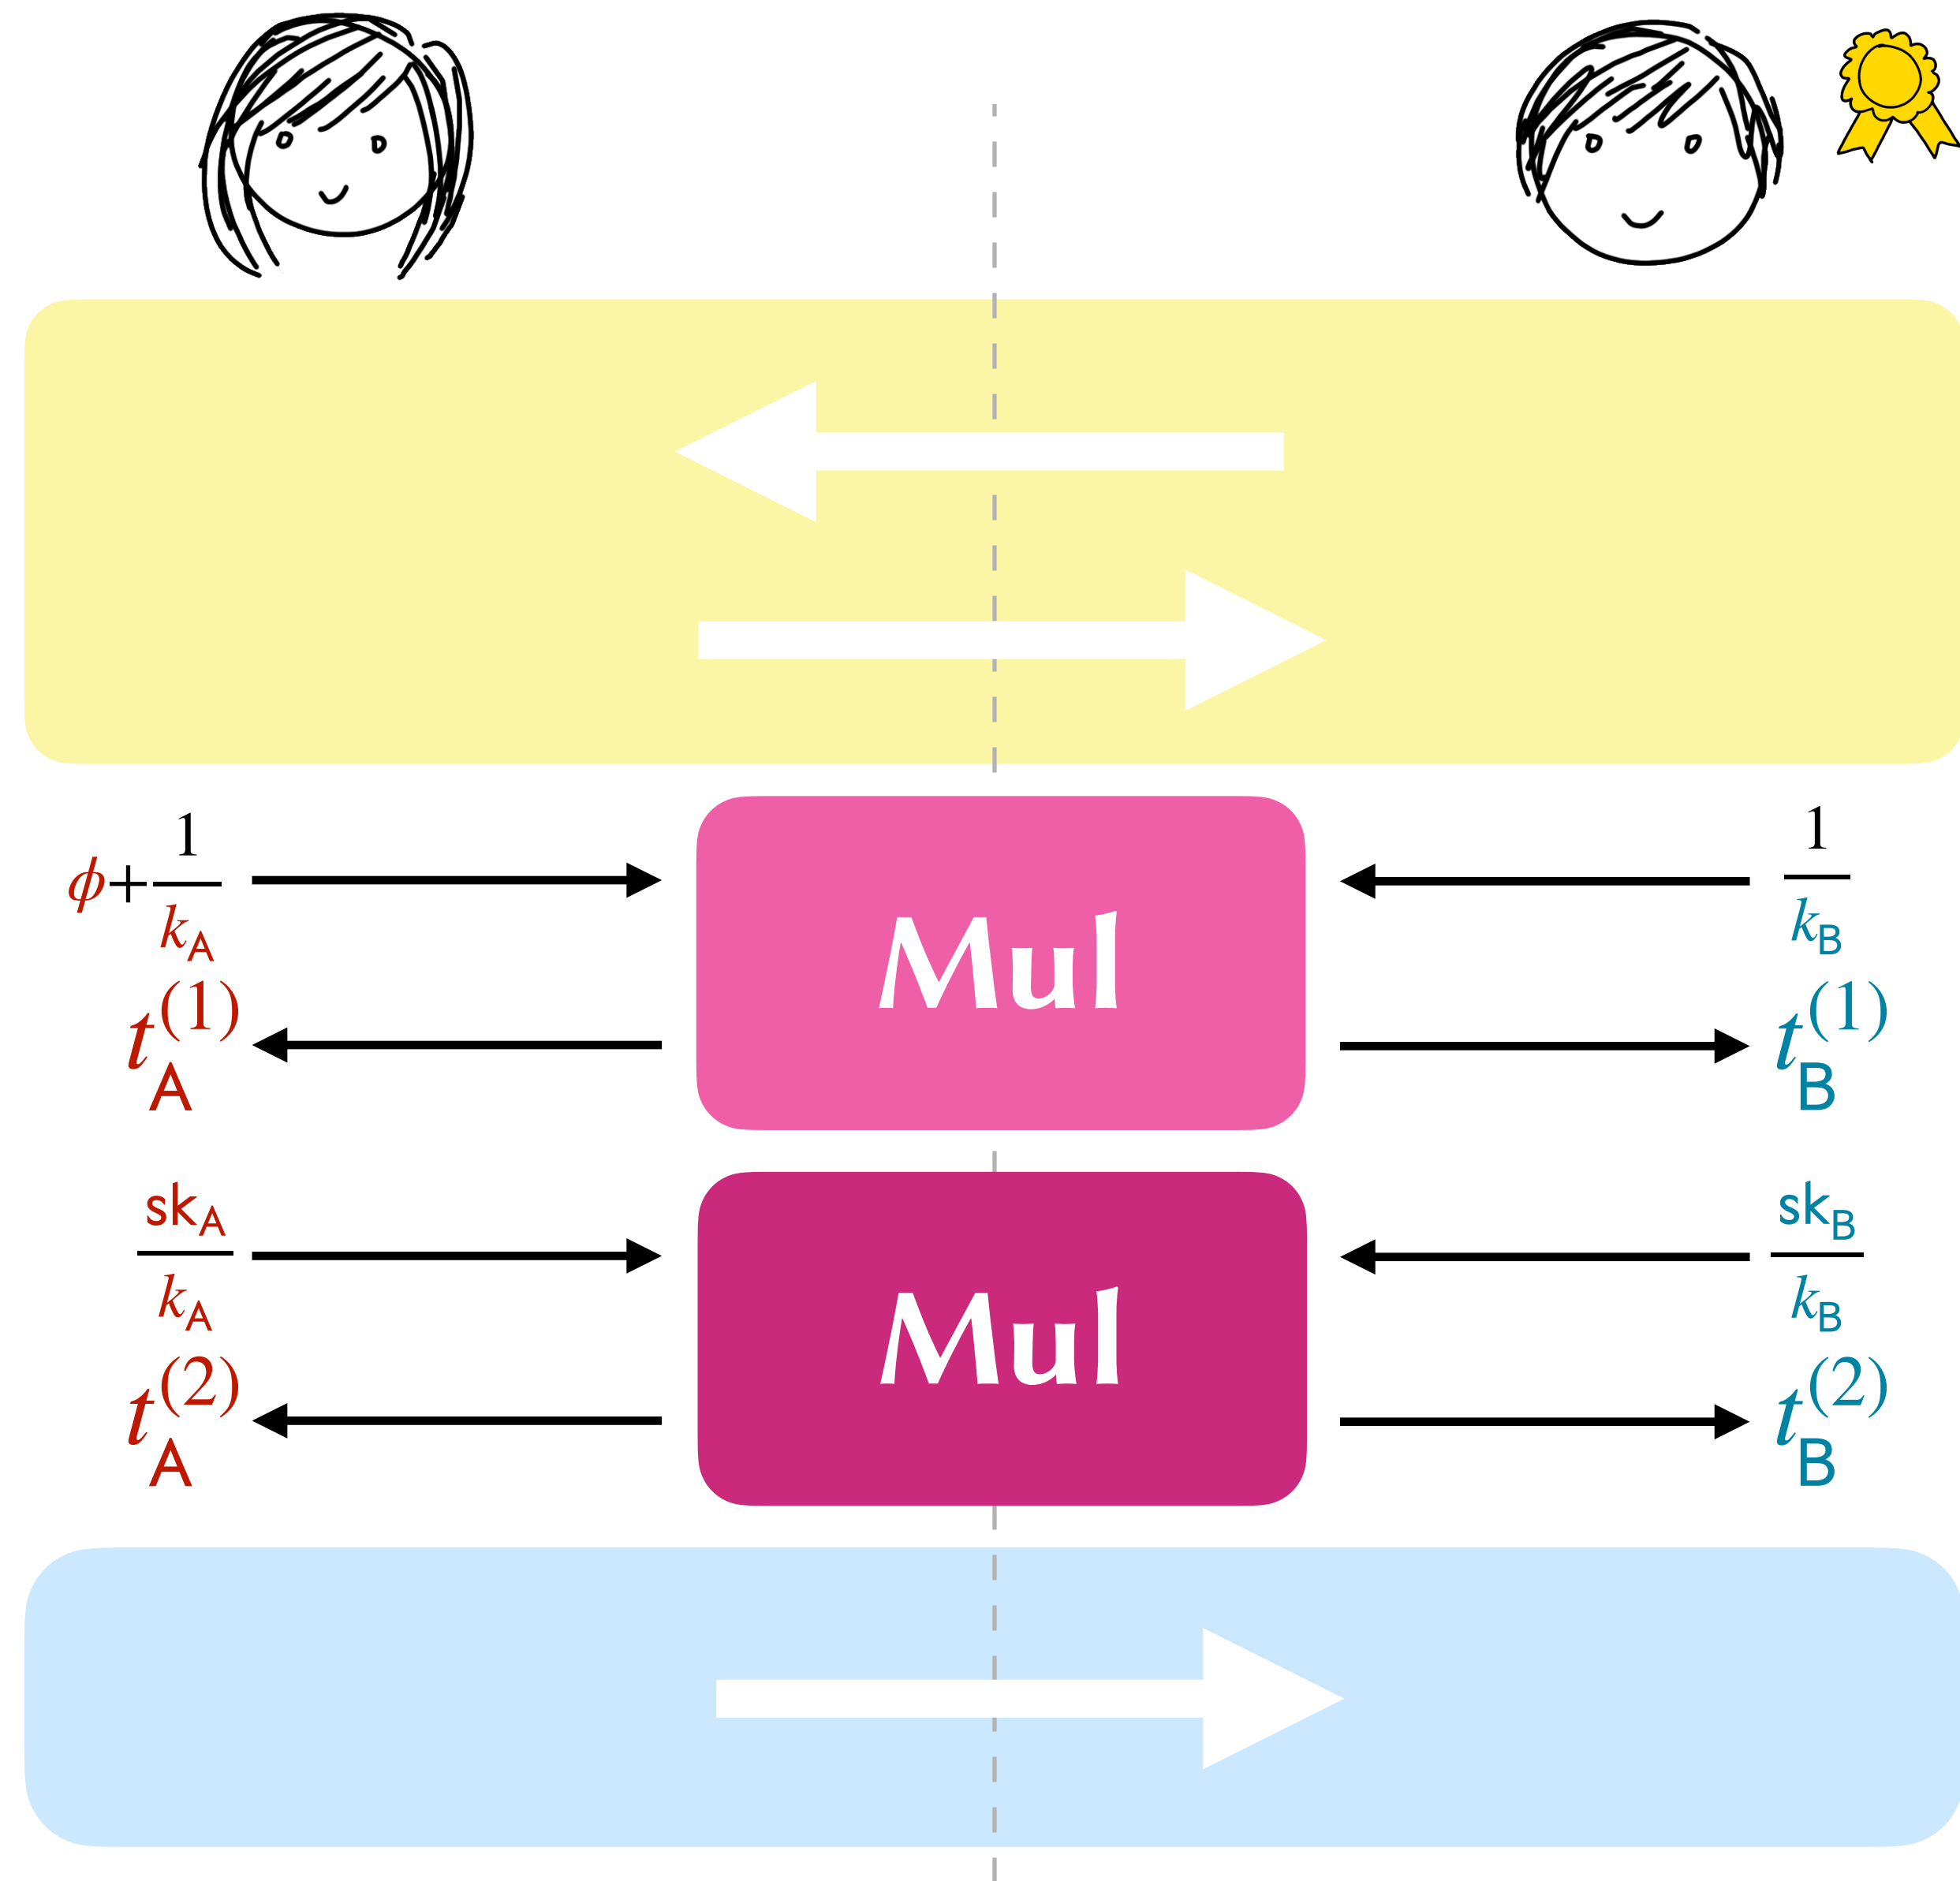 ϕ + 1/k_A 1/k_B
Mul
t_A^(1) t_B^(1)
sk_A/k_A sk_B/k_B
Mul
t_A^(2) t_B^(2)